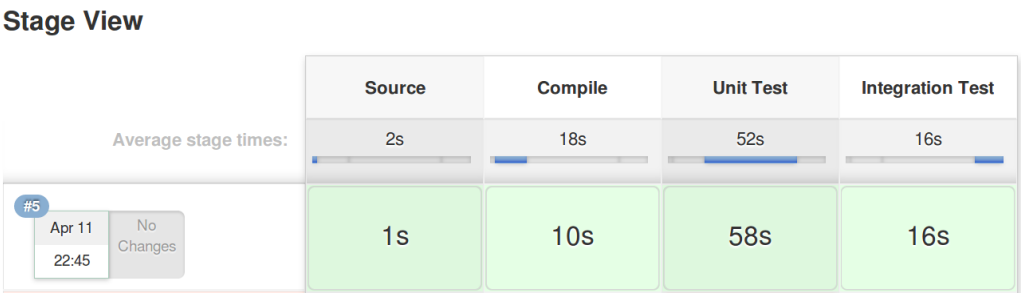 Stage View
Source Compile Unit Test Integration Test
Average stage times: 2s 18s 52s 16s
#5
Apr 11
22:45
No
Changes
1s 10s 58s 16s